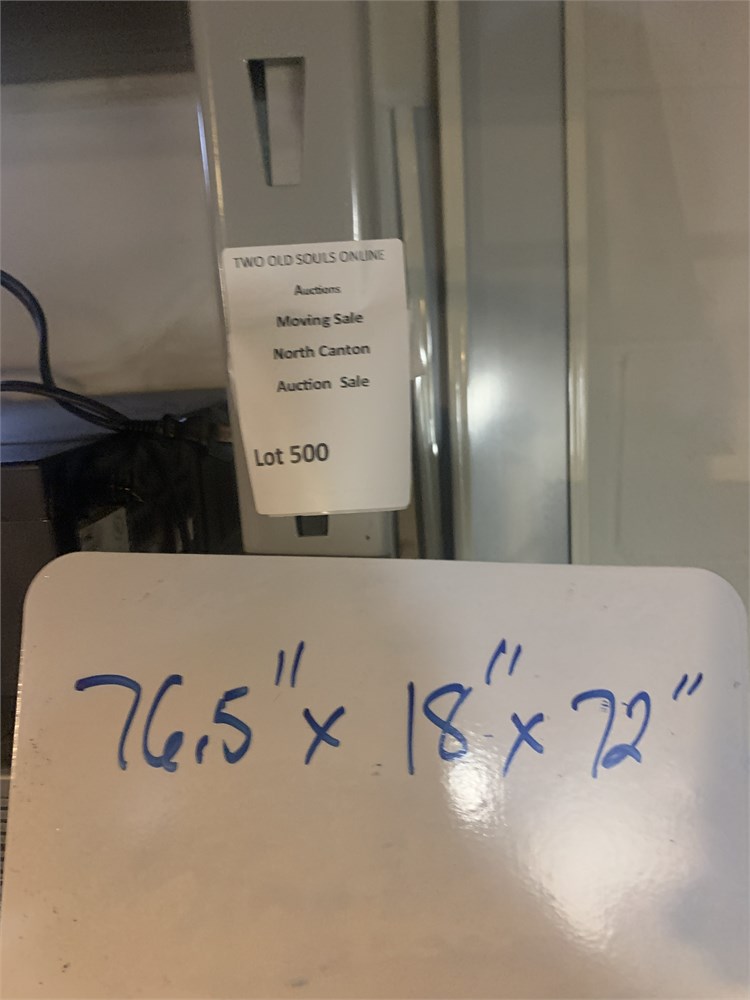 TWO OLD SOULS ONLINE
Auctions
Moving Sale
North Canton
Auction Sale
Lot 500
76.5" x 18" x 72"